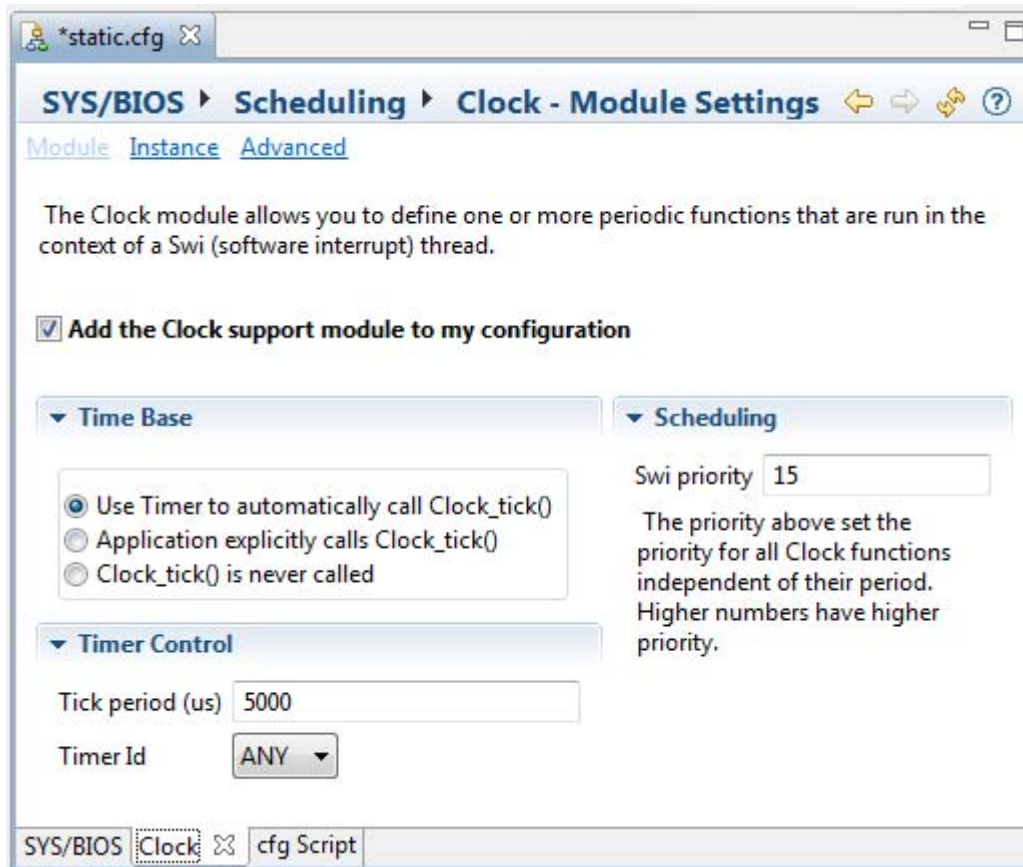 *static.cfg
SYS/BIOS Scheduling Clock - Module Settings
Module Instance Advanced
The Clock module allows you to define one or more periodic functions that are run in the
context of a Swi (software interrupt) thread.
Add the Clock support module to my configuration
Time Base
Use Timer to automatically call Clock_tick()
Application explicitly calls Clock_tick()
Clock_tick() is never called
Timer Control
Tick period (us) 5000
Timer Id ANY
Scheduling
Swi priority 15
The priority above set the
priority for all Clock functions
independent of their period.
Higher numbers have higher
priority.
SYS/BIOS Clock cfg Script